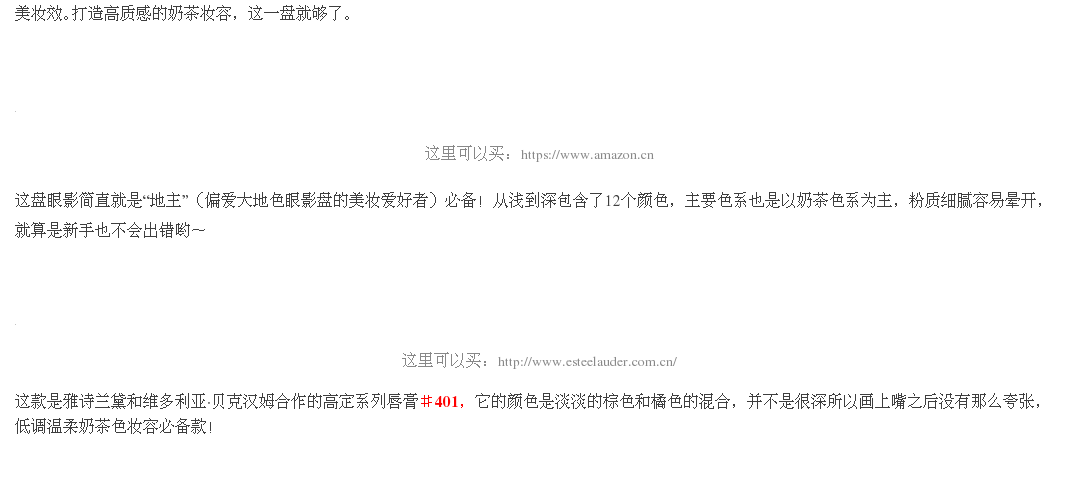 美妆效。打造高质感的奶茶妆容，这一盘就够了。
这里可以买：https://www.amazon.cn
这盘眼影简直就是“地主”（偏爱大地色眼影盘的美妆爱好者）必备！从浅到深包含了12个颜色，主要色系也是以奶茶色系为主，粉质细腻容易晕开，
就算是新手也不会出错哟～
这里可以买：http://www.esteelauder.com.cn/
这款是雅诗兰黛和维多利亚·贝克汉姆合作的高定系列唇膏＃401，它的颜色是淡淡的棕色和橘色的混合，并不是很深所以画上嘴之后没有那么夸张，
低调温柔奶茶色妆容必备款！